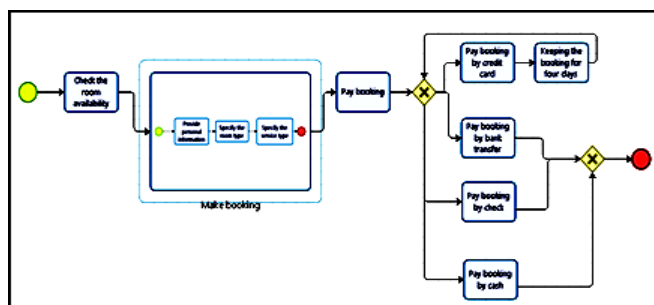 Check the
room
availability
Provide
personal
information
Specify the
room type
Specify the
service type
Make booking
Pay booking
Pay booking
by credit
card
Keeping the
booking for
four days
Pay booking
by bank
transfer
Pay booking
by check
Pay booking
by cash